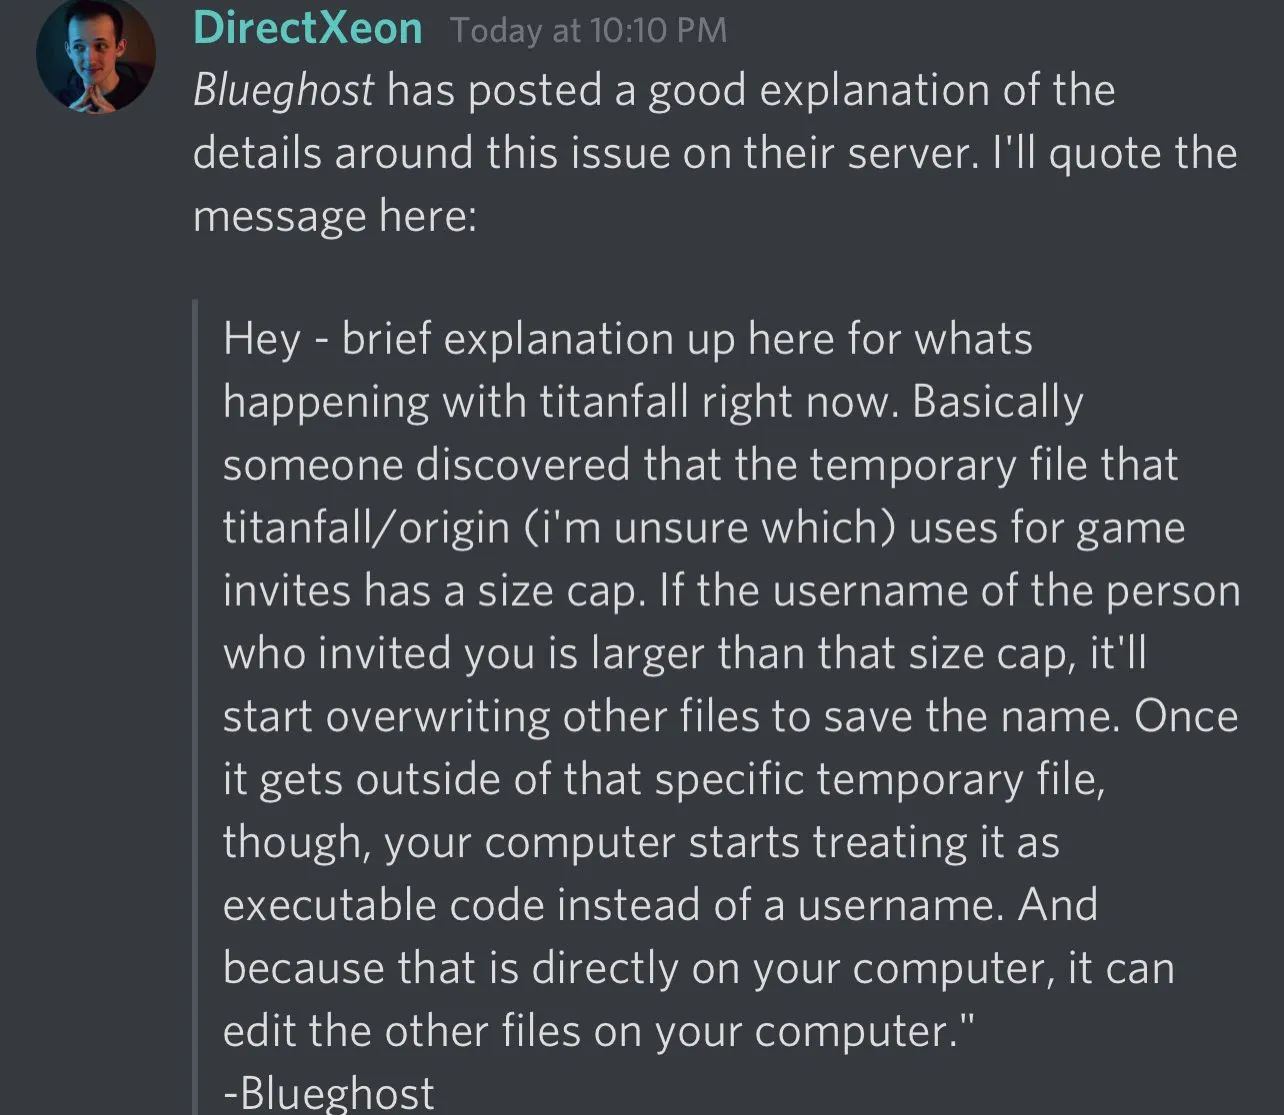 DirectXeon Today at 10:10 PM
Blueghost has posted a good explanation of the
details around this issue on their server. I'll quote the
message here:
Hey - brief explanation up here for whats
happening with titanfall right now. Basically
someone discovered that the temporary file that
titanfall/origin (i'm unsure which) uses for game
invites has a size cap. If the username of the person
who invited you is larger than that size cap, it'll
start overwriting other files to save the name. Once
it gets outside of that specific temporary file,
though, your computer starts treating it as
executable code instead of a username. And
because that is directly on your computer, it can
edit the other files on your computer."
-Blueghost